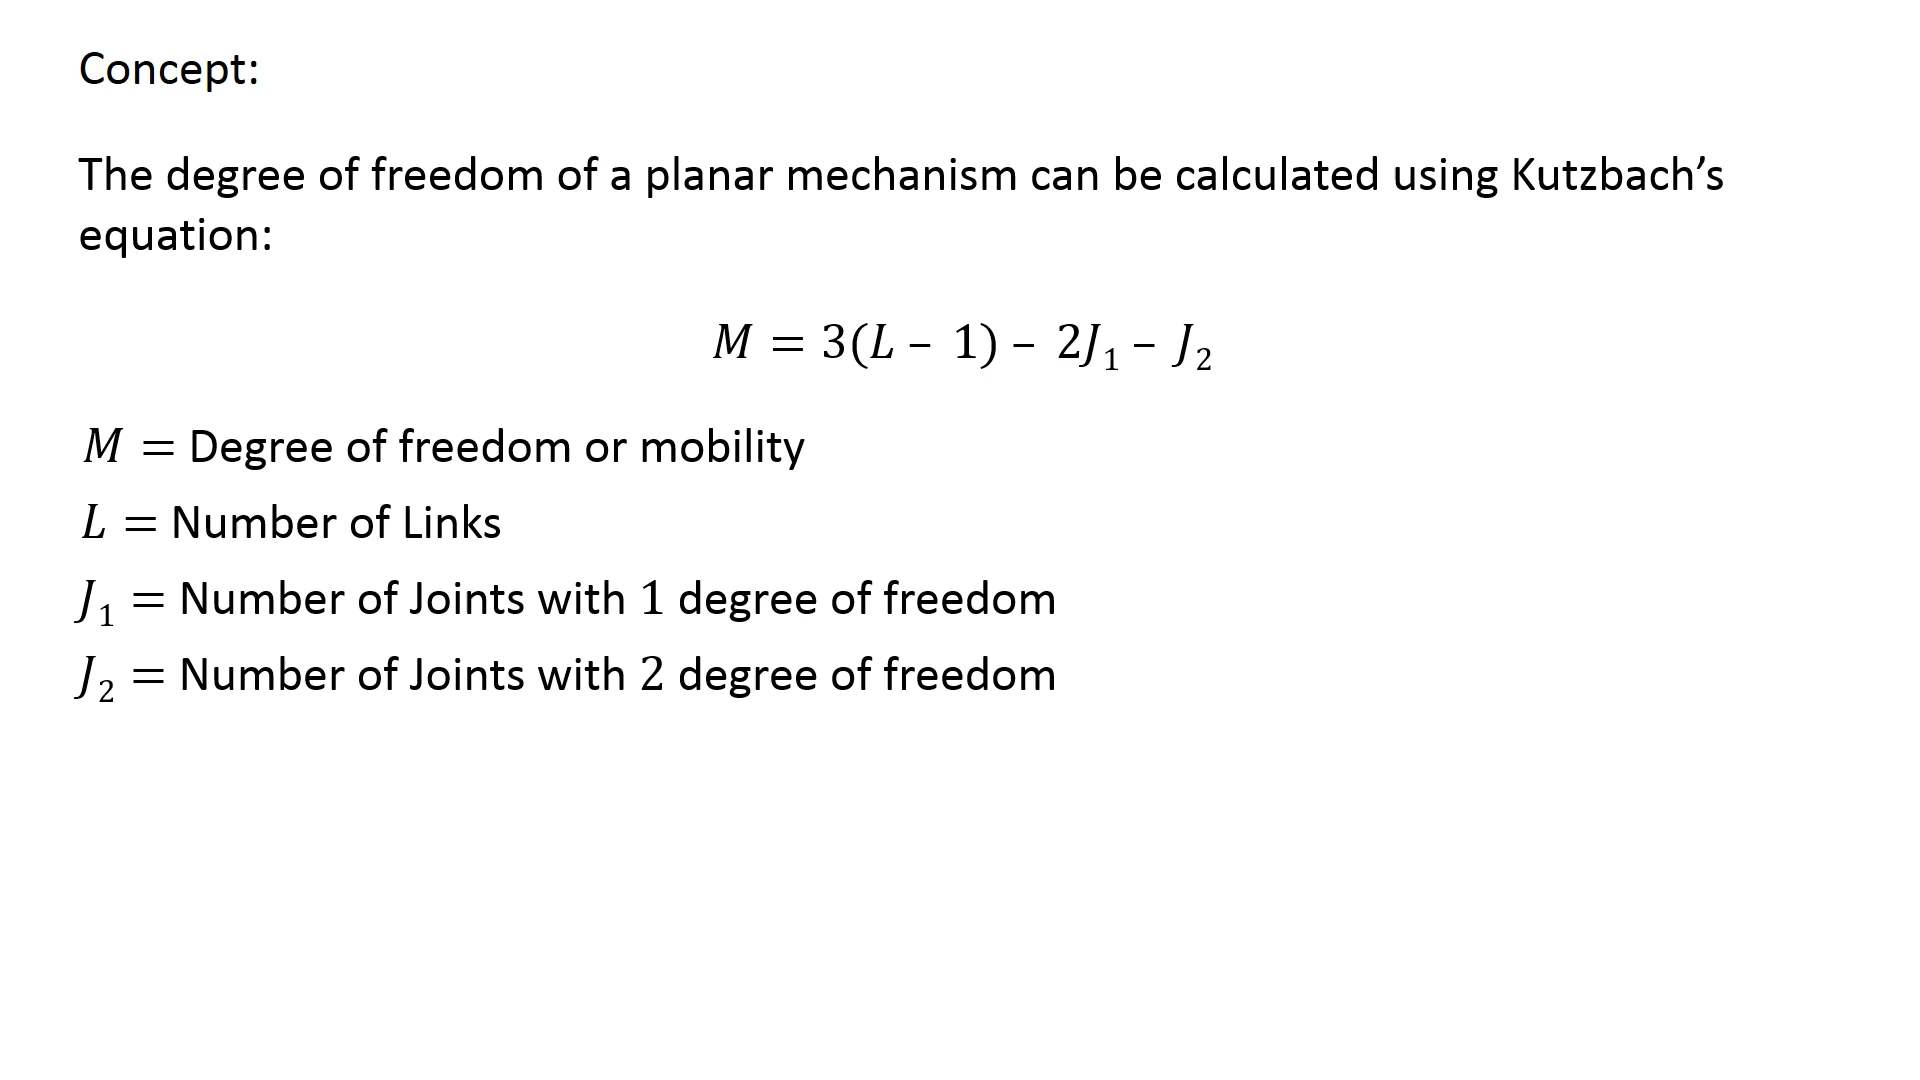 Concept:
The degree of freedom of a planar mechanism can be calculated using Kutzbach’s
equation:
M = 3(L – 1) – 2J₁ – J₂
M = Degree of freedom or mobility
L = Number of Links
J₁ = Number of Joints with 1 degree of freedom
J₂ = Number of Joints with 2 degree of freedom